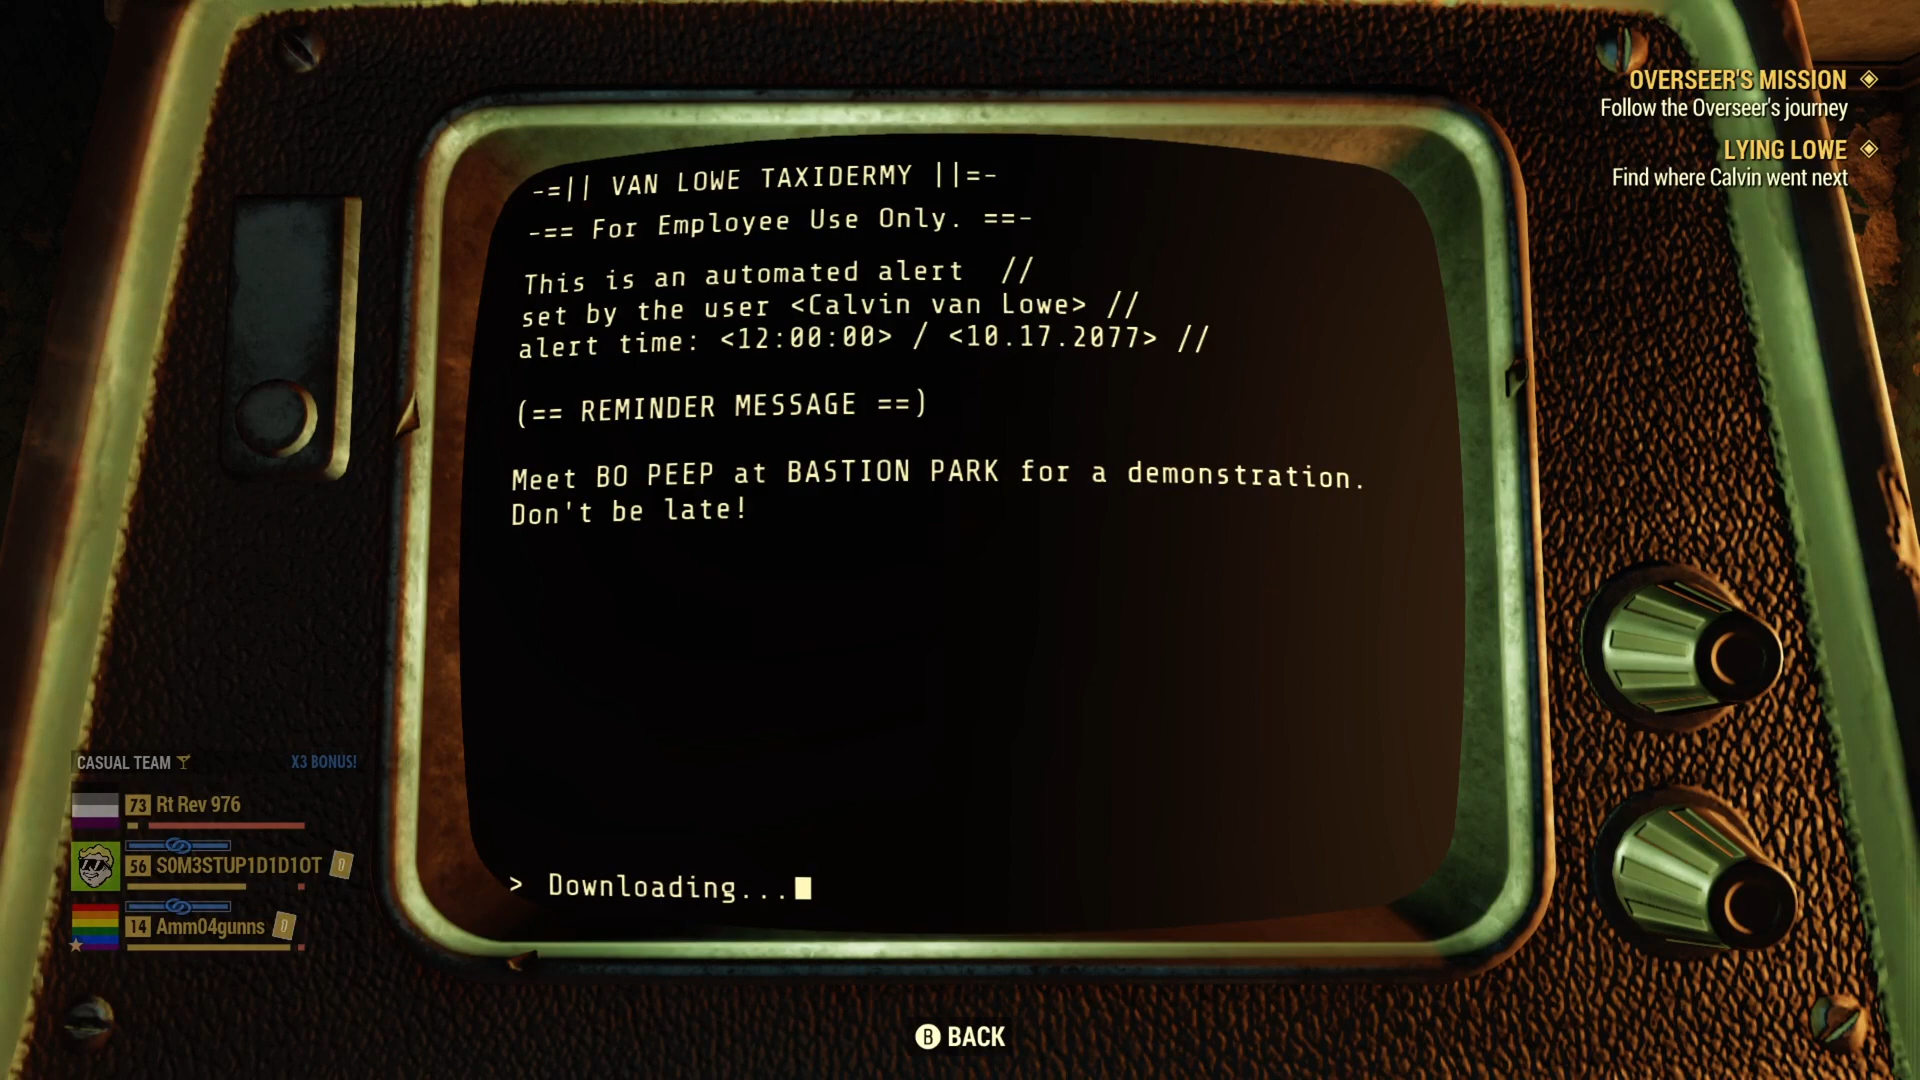 OVERSEER'S MISSION
Follow the Overseer's journey
LYING LOWE
Find where Calvin went next
-=|| VAN LOWE TAXIDERMY ||=-
-== For Employee Use Only. ==-
This is an automated alert //
set by the user <Calvin van Lowe> //
alert time: <12:00:00> / <10.17.2077> //
(== REMINDER MESSAGE ==)
Meet BO PEEP at BASTION PARK for a demonstration.
Don't be late!
> Downloading...
CASUAL TEAM X3 BONUS!
73 Rt Rev 976
56 S0M3STUP1D1D1OT 0
14 Amm04gunns 0
B BACK